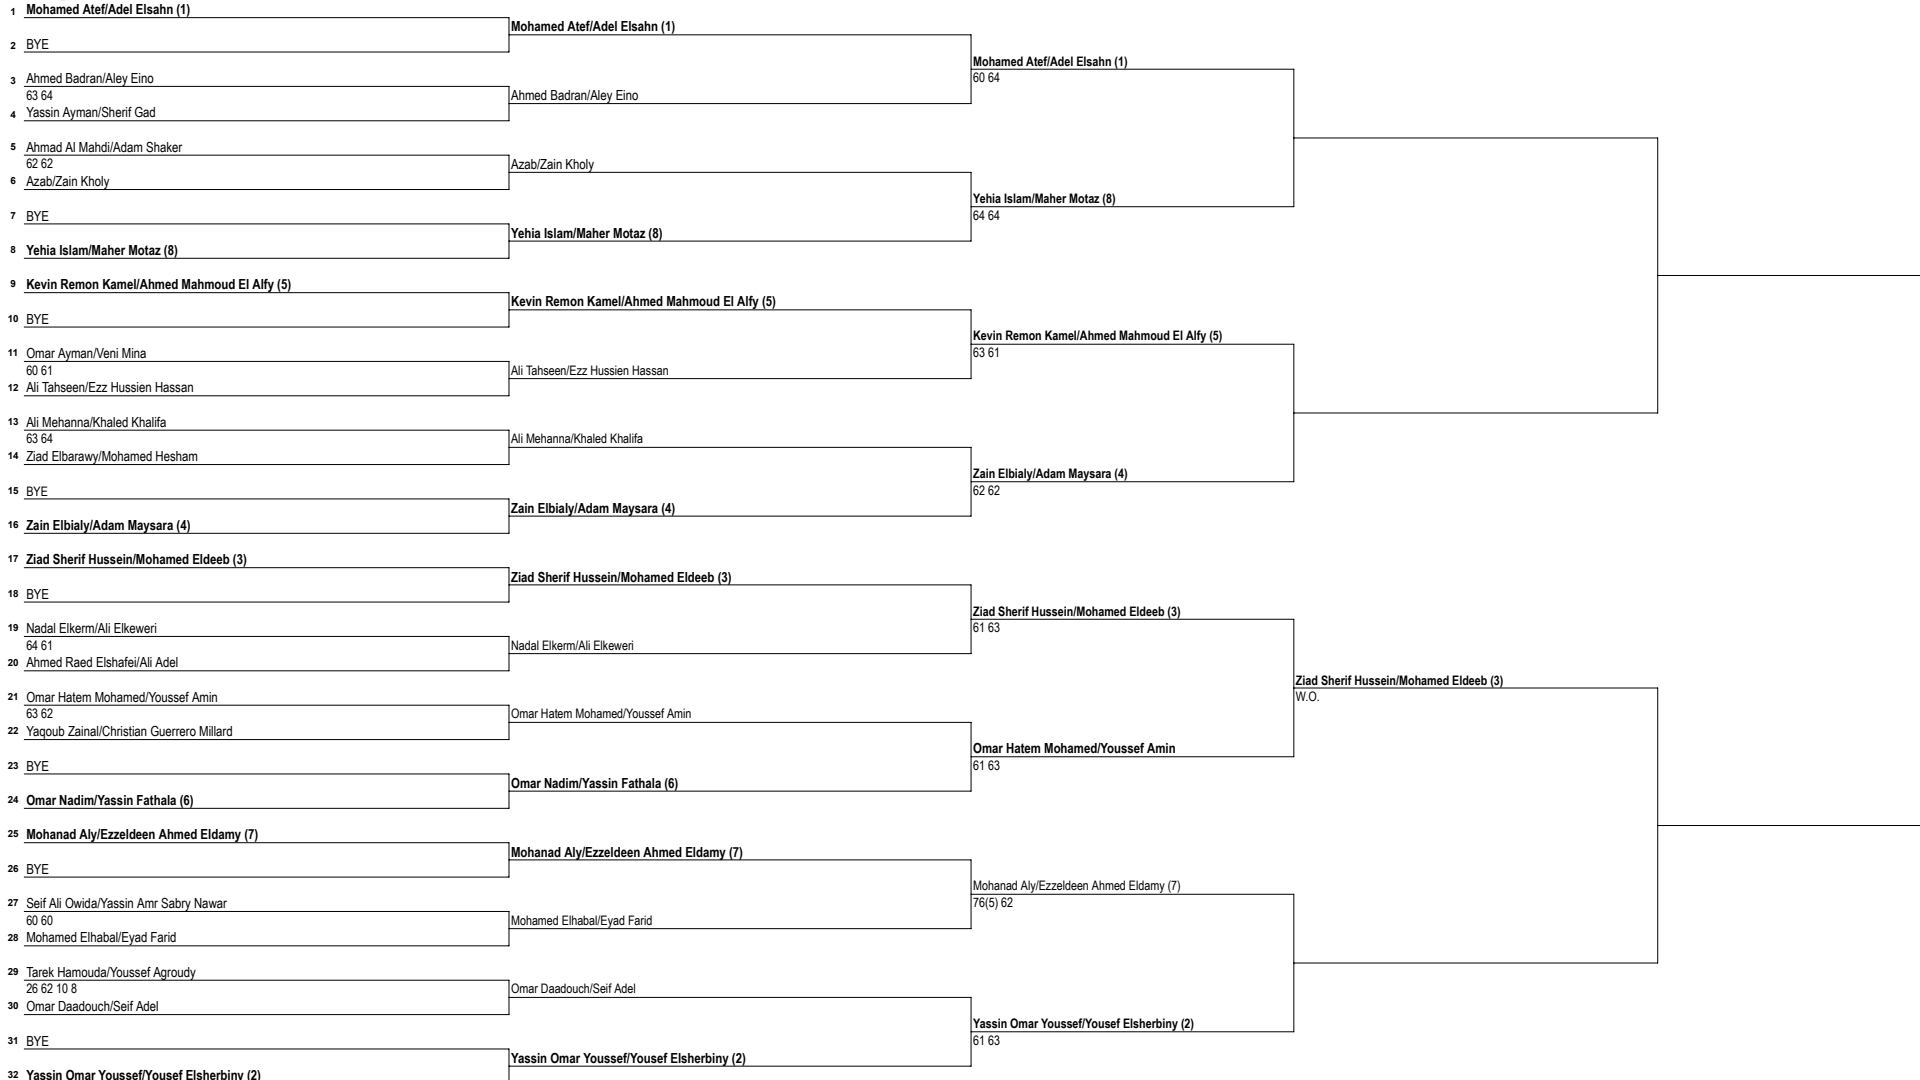 1 Mohamed Atef/Adel Elsahn (1)
2 BYE
3 Ahmed Badran/Aley Eino
63 64
4 Yassin Ayman/Sherif Gad
5 Ahmad Al Mahdi/Adam Shaker
62 62
6 Azab/Zain Kholy
7 BYE
8 Yehia Islam/Maher Motaz (8)
9 Kevin Remon Kamel/Ahmed Mahmoud El Alfy (5)
10 BYE
11 Omar Ayman/Veni Mina
60 61
12 Ali Tahseen/Ezz Hussien Hassan
13 Ali Mehanna/Khaled Khalifa
63 64
14 Ziad Elbarawy/Mohamed Hesham
15 BYE
16 Zain Elbialy/Adam Maysara (4)
17 Ziad Sherif Hussein/Mohamed Eldeeb (3)
18 BYE
19 Nadal Elkerm/Ali Elkeweri
64 61
20 Ahmed Raed Elshafei/Ali Adel
21 Omar Hatem Mohamed/Youssef Amin
63 62
22 Yaqoub Zainal/Christian Guerrero Millard
23 BYE
24 Omar Nadim/Yassin Fathala (6)
25 Mohanad Aly/Ezzeldeen Ahmed Eldamy (7)
26 BYE
27 Seif Ali Owida/Yassin Amr Sabry Nawar
60 60
28 Mohamed Elhabal/Eyad Farid
29 Tarek Hamouda/Youssef Agroudy
26 62 10 8
30 Omar Daadouch/Seif Adel
31 BYE
32 Yassin Omar Youssef/Yousef Elsherbiny (2)
Mohamed Atef/Adel Elsahn (1)
Ahmed Badran/Aley Eino
Azab/Zain Kholy
Yehia Islam/Maher Motaz (8)
Kevin Remon Kamel/Ahmed Mahmoud El Alfy (5)
Ali Tahseen/Ezz Hussien Hassan
Ali Mehanna/Khaled Khalifa
Zain Elbialy/Adam Maysara (4)
Ziad Sherif Hussein/Mohamed Eldeeb (3)
Nadal Elkerm/Ali Elkeweri
Omar Hatem Mohamed/Youssef Amin
Omar Nadim/Yassin Fathala (6)
Mohanad Aly/Ezzeldeen Ahmed Eldamy (7)
Mohamed Elhabal/Eyad Farid
Omar Daadouch/Seif Adel
Yassin Omar Youssef/Yousef Elsherbiny (2)
Mohamed Atef/Adel Elsahn (1)
60 64
Yehia Islam/Maher Motaz (8)
64 64
Kevin Remon Kamel/Ahmed Mahmoud El Alfy (5)
63 61
Zain Elbialy/Adam Maysara (4)
62 62
Ziad Sherif Hussein/Mohamed Eldeeb (3)
61 63
Omar Hatem Mohamed/Youssef Amin
61 63
Mohanad Aly/Ezzeldeen Ahmed Eldamy (7)
76(5) 62
Yassin Omar Youssef/Yousef Elsherbiny (2)
61 63
Ziad Sherif Hussein/Mohamed Eldeeb (3)
W.O.